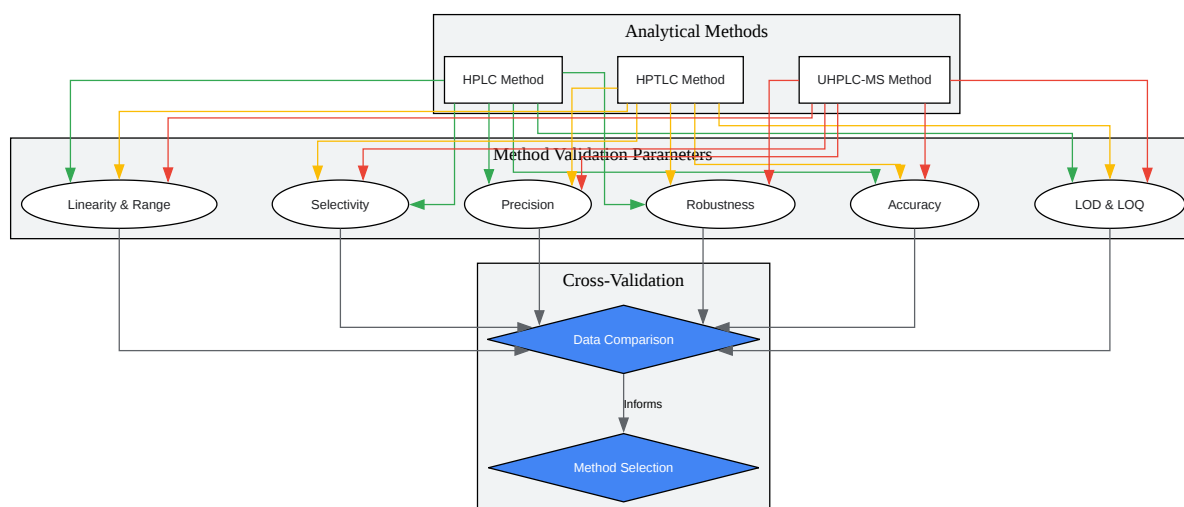 Analytical Methods
HPLC Method
HPTLC Method
UHPLC-MS Method
Method Validation Parameters
Linearity & Range
Selectivity
Precision
Robustness
Accuracy
LOD & LOQ
Cross-Validation
Data Comparison
Informs
Method Selection